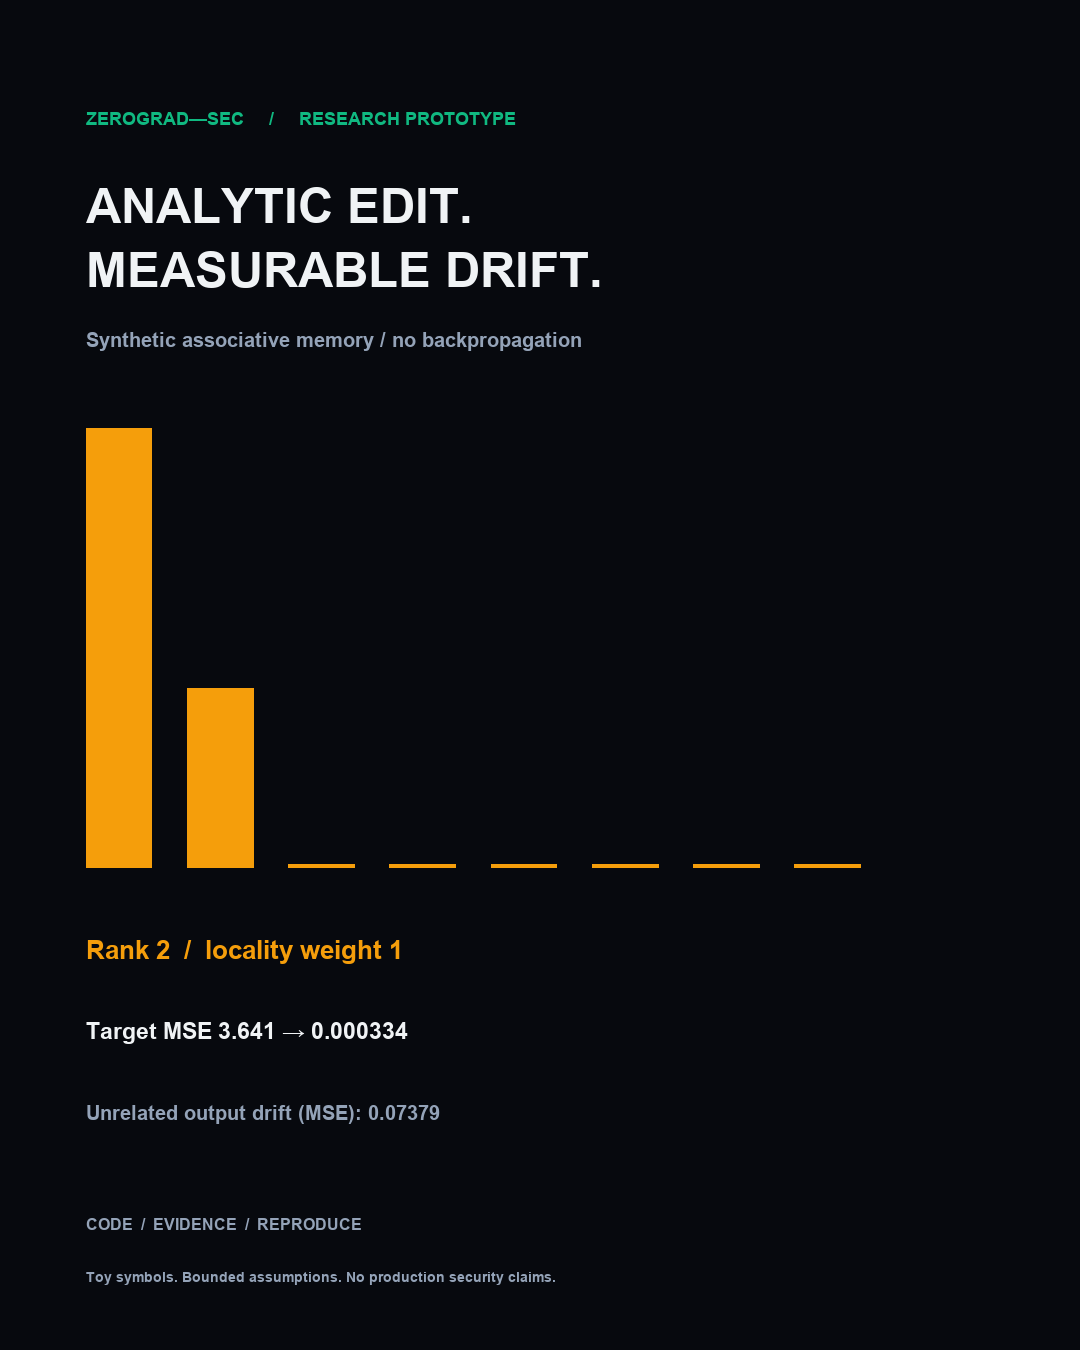 ZEROGRAD—SEC / RESEARCH PROTOTYPE
ANALYTIC EDIT.
MEASURABLE DRIFT.
Synthetic associative memory / no backpropagation
Rank 2 / locality weight 1
Target MSE 3.641 → 0.000334
Unrelated output drift (MSE): 0.07379
CODE / EVIDENCE / REPRODUCE
Toy symbols. Bounded assumptions. No production security claims.